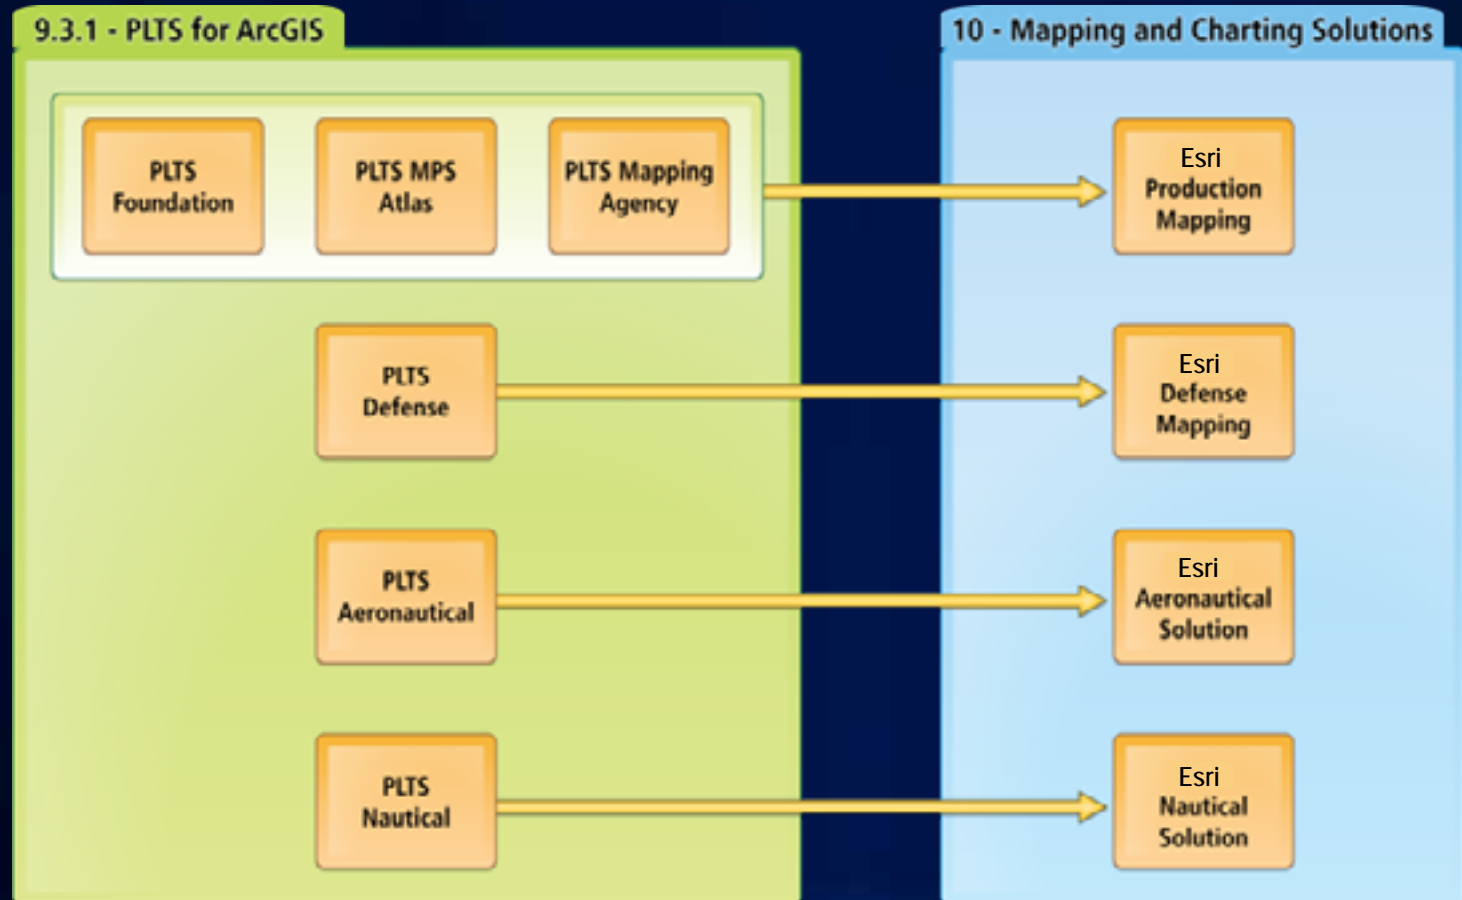 9.3.1 - PLTS for ArcGIS
10 - Mapping and Charting Solutions
PLTS
Foundation
PLTS MPS
Atlas
PLTS Mapping
Agency
Esri
Production
Mapping
PLTS
Defense
Esri
Defense
Mapping
PLTS
Aeronautical
Esri
Aeronautical
Solution
PLTS
Nautical
Esri
Nautical
Solution